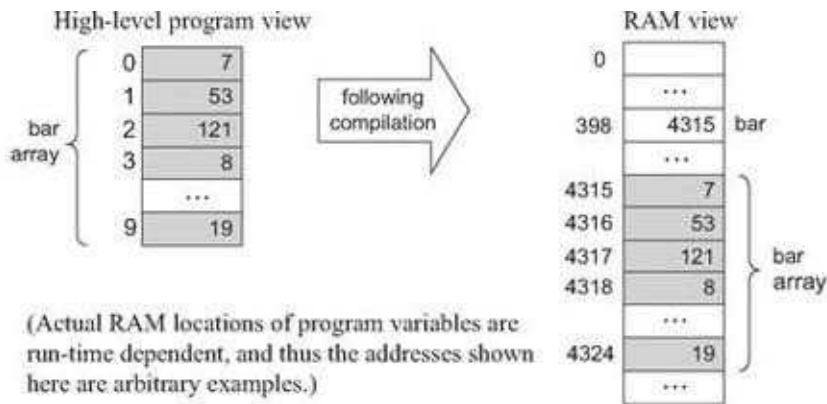 High-level program view
0 7
1 53
2 121
3 8
...
9 19
bar
array
following
compilation
RAM view
0
...
398 4315 bar
...
4315 7
4316 53
4317 121
4318 8
...
4324 19
...
bar
array
(Actual RAM locations of program variables are
run-time dependent, and thus the addresses shown
here are arbitrary examples.)